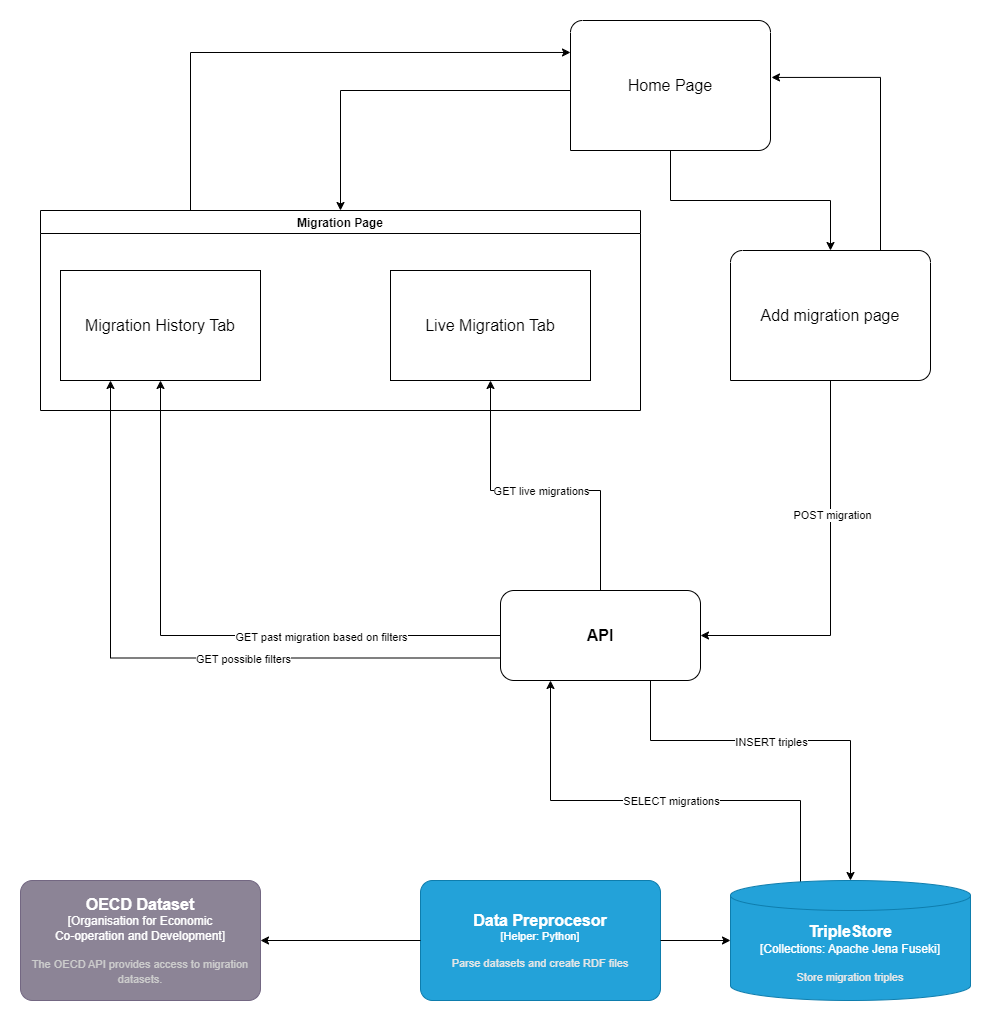 Home Page
Migration Page
Migration History Tab
Live Migration Tab
Add migration page
GET live migrations
POST migration
API
GET past migration based on filters
GET possible filters
INSERT triples
SELECT migrations
OECD Dataset
[Organisation for Economic
Co-operation and Development]
The OECD API provides access to migration
datasets.
Data Preprocesor
[Helper: Python]
Parse datasets and create RDF files
TripleStore
[Collections: Apache Jena Fuseki]
Store migration triples